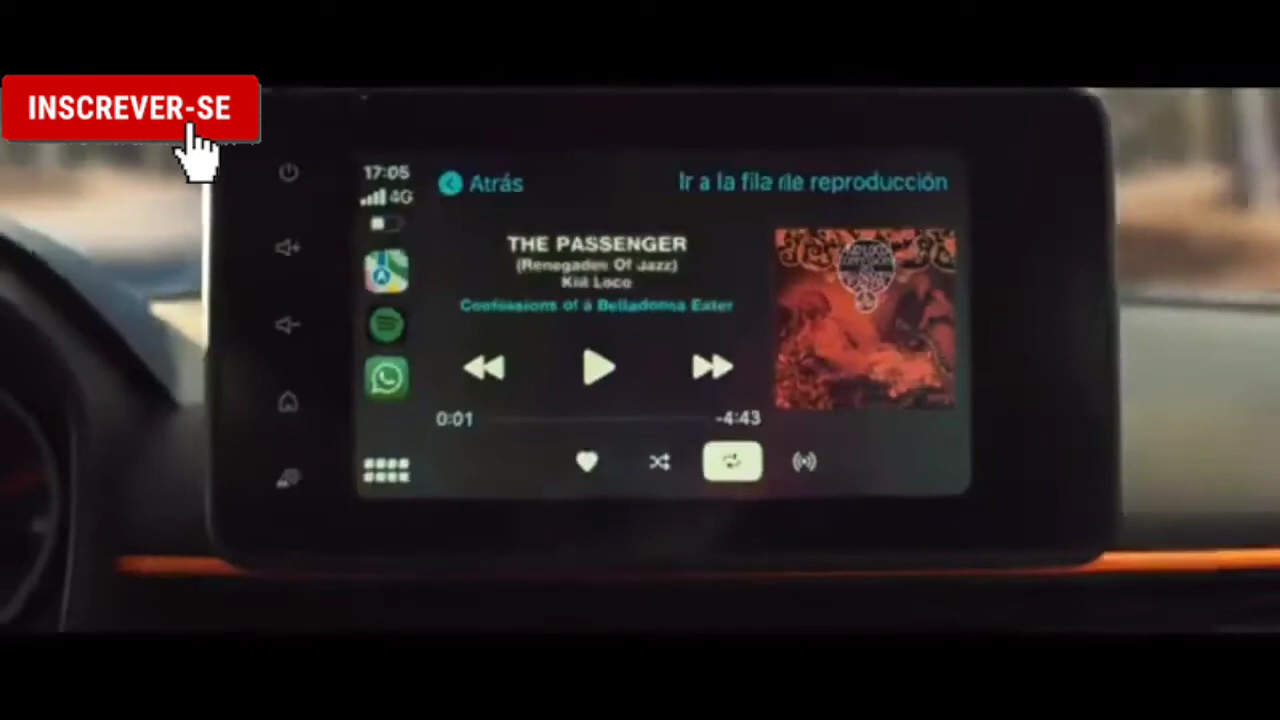 INSCREVER-SE
17:05
4G
Atrás
Ir a la fila de reproducción
THE PASSENGER
(Renegades Of Jazz)
Kill Loco
Confessions of a Belladonna Eater
0:01
-4:43